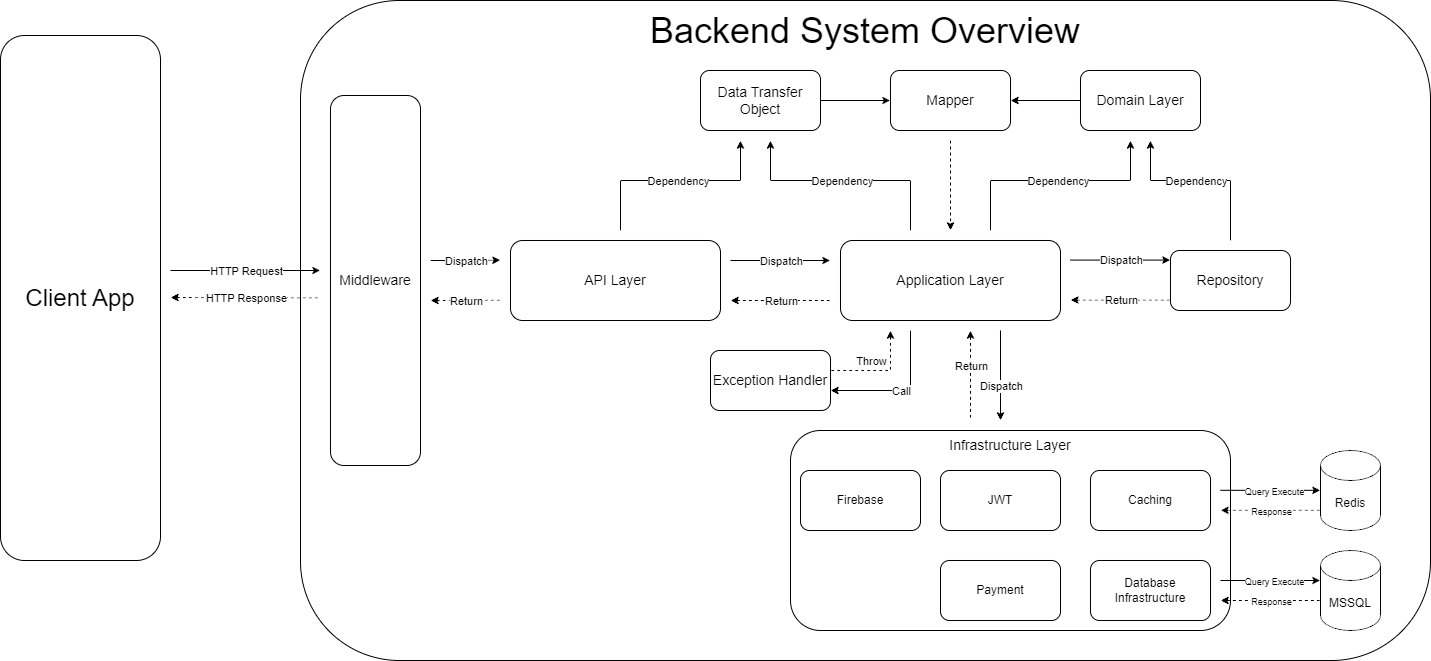 Backend System Overview
Data Transfer
Object
Mapper
Domain Layer
Dependency
Dependency
Dependency
Dependency
Client App
HTTP Request
HTTP Response
Middleware
Dispatch
Return
API Layer
Dispatch
Return
Application Layer
Dispatch
Return
Repository
Exception Handler
Throw
Call
Return
Dispatch
Infrastructure Layer
Firebase
JWT
Caching
Query Execute
Response
Redis
Payment
Database
Infrastructure
Query Execute
Response
MSSQL